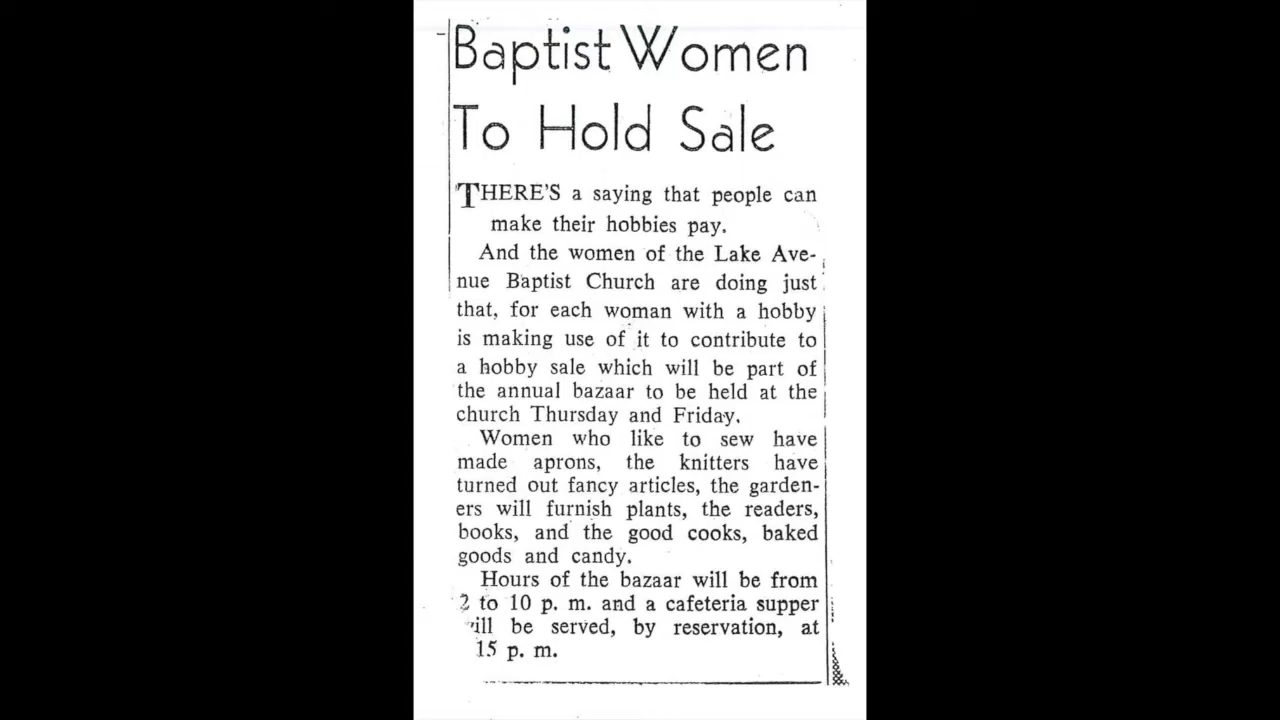 Baptist Women
To Hold Sale
THERE'S a saying that people can
make their hobbies pay.
And the women of the Lake Ave-
nue Baptist Church are doing just
that, for each woman with a hobby
is making use of it to contribute to
a hobby sale which will be part of
the annual bazaar to be held at the
church Thursday and Friday.
Women who like to sew have
made aprons, the knitters have
turned out fancy articles, the garden-
ers will furnish plants, the readers,
books, and the good cooks, baked
goods and candy.
Hours of the bazaar will be from
2 to 10 p. m. and a cafeteria supper
ill be served, by reservation, at
15 p. m.